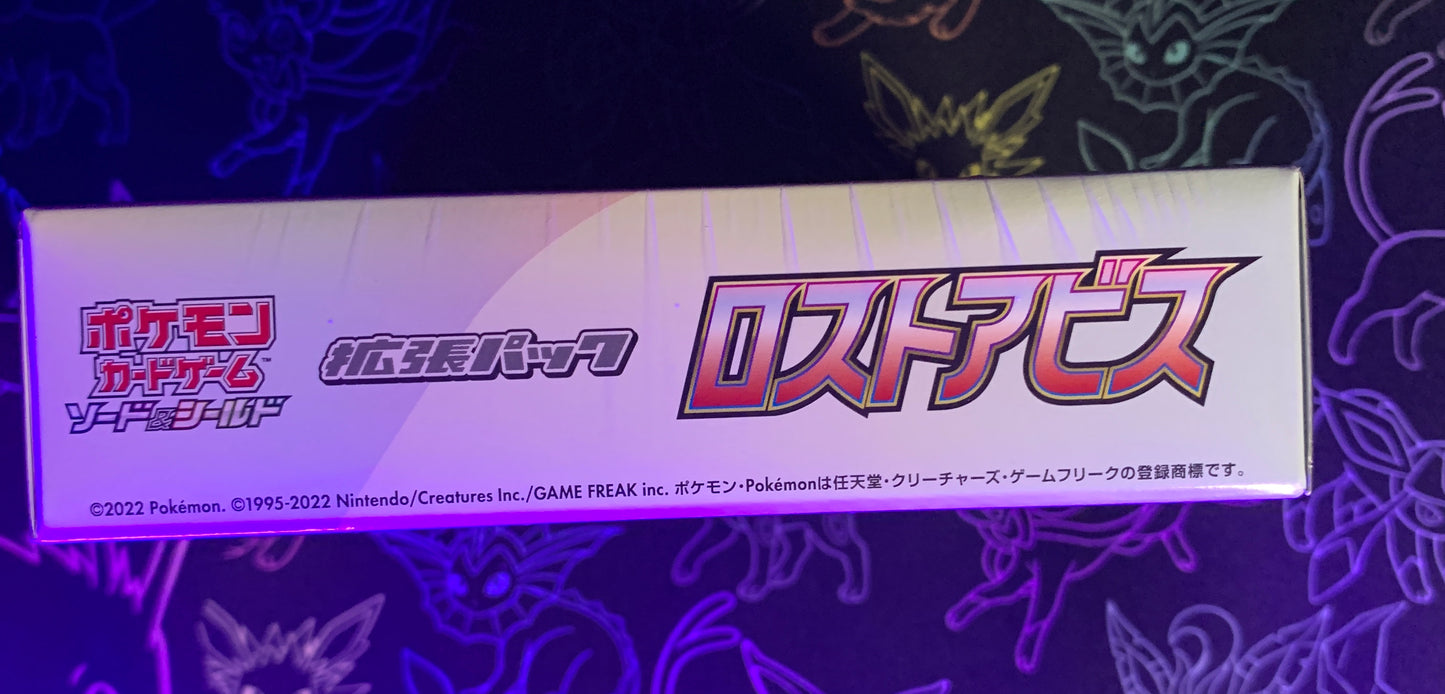 ポケモン
カードゲーム™
ソード&シールド
拡張パック
ロストアビス
©2022 Pokémon. ©1995-2022 Nintendo/Creatures Inc./GAME FREAK inc. ポケモン・Pokémonは任天堂・クリーチャーズ・ゲームフリークの登録商標です。